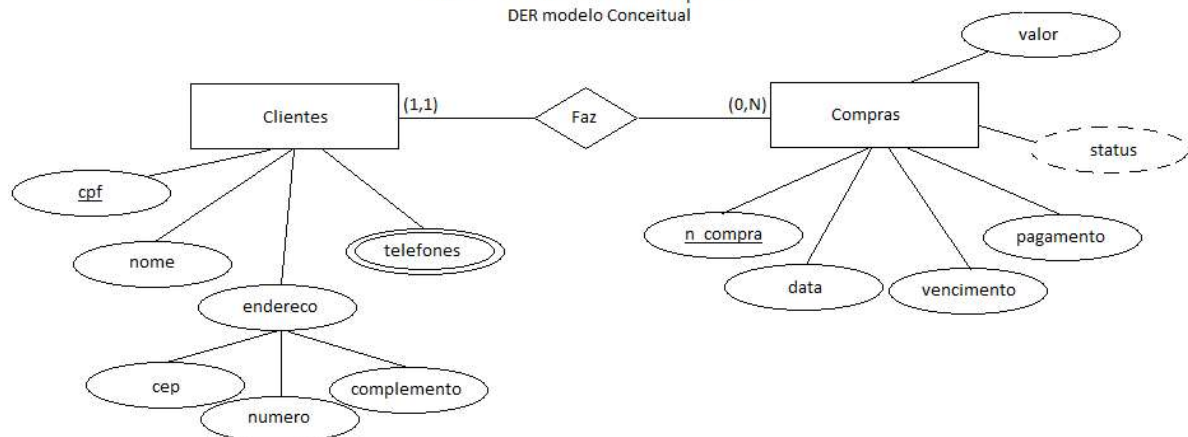 DER modelo Conceitual
valor
Clientes
(1,1)
Faz
(0,N)
Compras
status
cpf
n_compra
pagamento
telefones
nome
data
vencimento
endereco
cep
complemento
numero